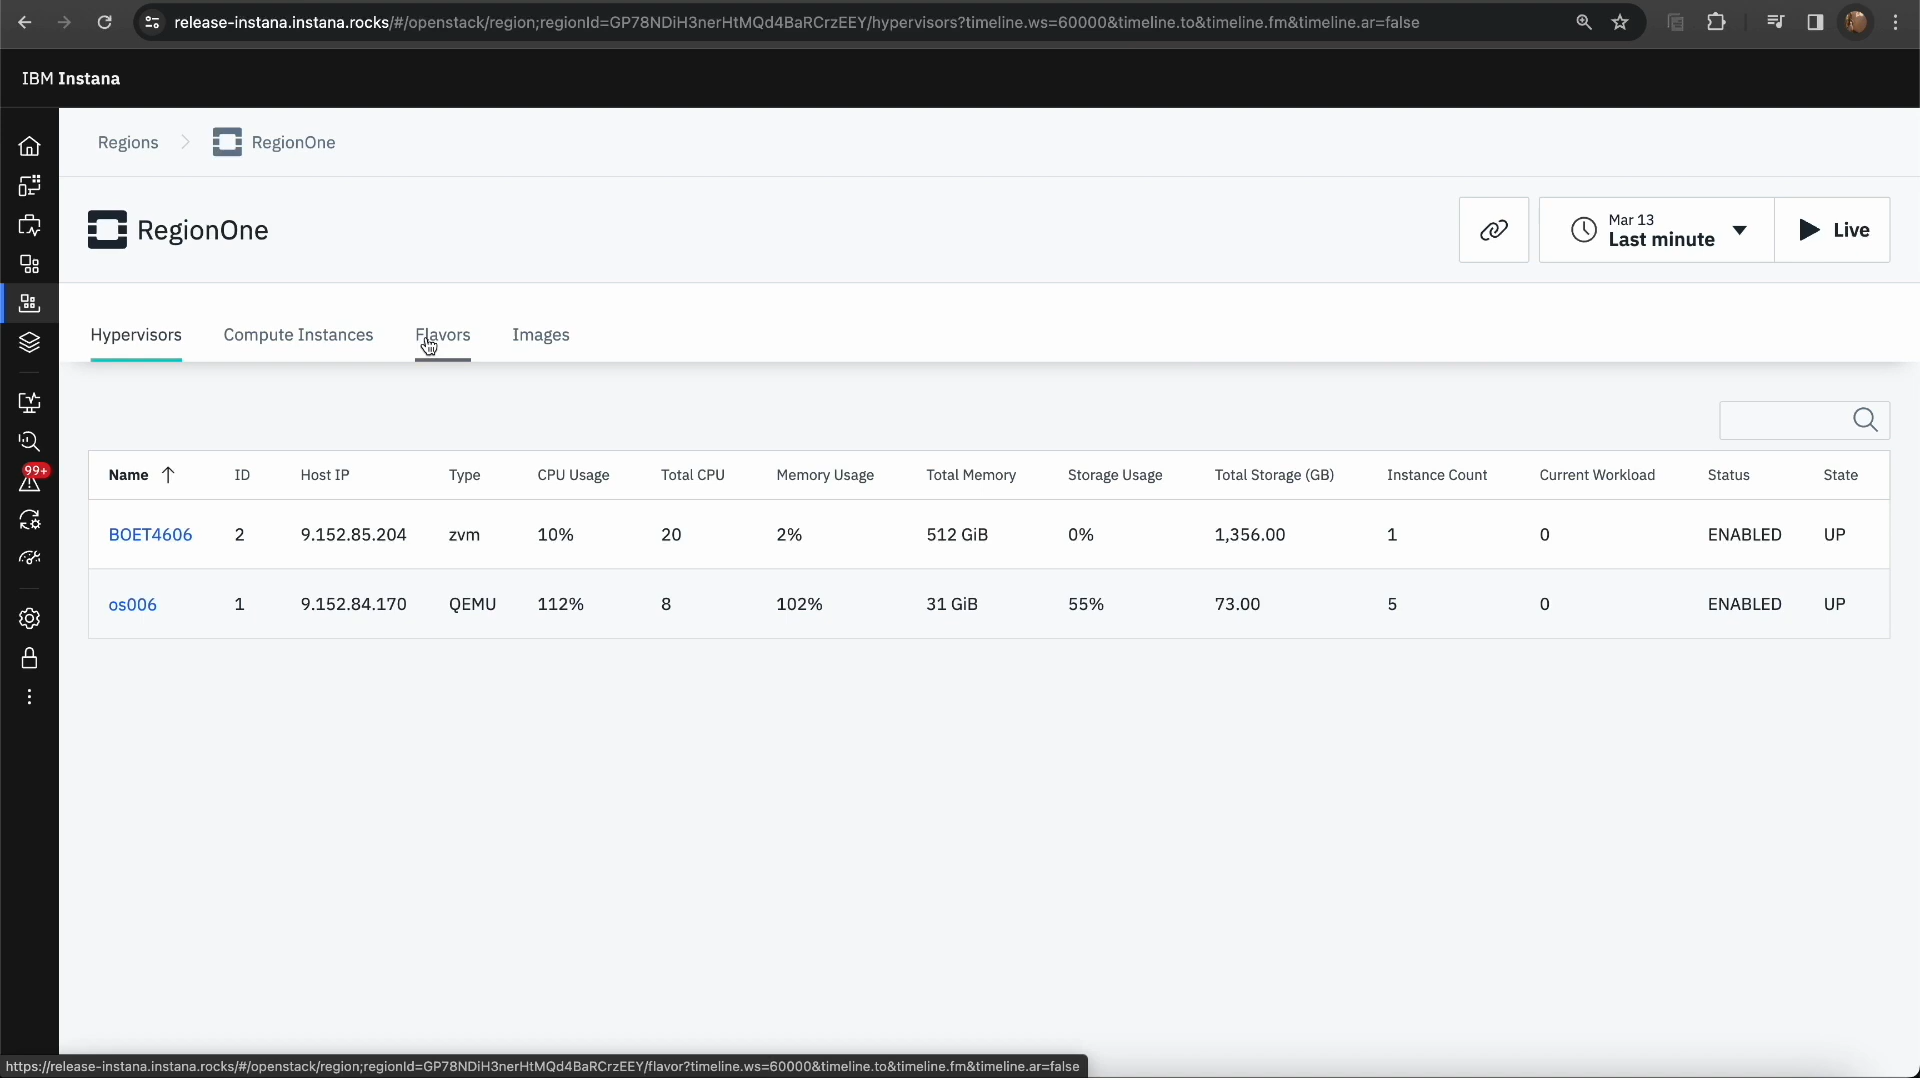 release-instana.instana.rocks/#/openstack/region;regionId=GP78NDiH3nerHtMQd4BaRCrzEEY/hypervisors?timeline.ws=60000&timeline.to&timeline.fm&timeline.ar=false
IBM Instana
Regions RegionOne
RegionOne
Mar 13
Last minute
Live
Hypervisors Compute Instances Flavors Images
Name ID Host IP Type CPU Usage Total CPU Memory Usage Total Memory Storage Usage Total Storage (GB) Instance Count Current Workload Status State
99+
BOET4606 2 9.152.85.204 zvm 10% 20 2% 512 GiB 0% 1,356.00 1 0 ENABLED UP
os006 1 9.152.84.170 QEMU 112% 8 102% 31 GiB 55% 73.00 5 0 ENABLED UP
https://release-instana.instana.rocks/#/openstack/region;regionId=GP78NDiH3nerHtMQd4BaRCrzEEY/flavor?timeline.ws=60000&timeline.to&timeline.fm&timeline.ar=false